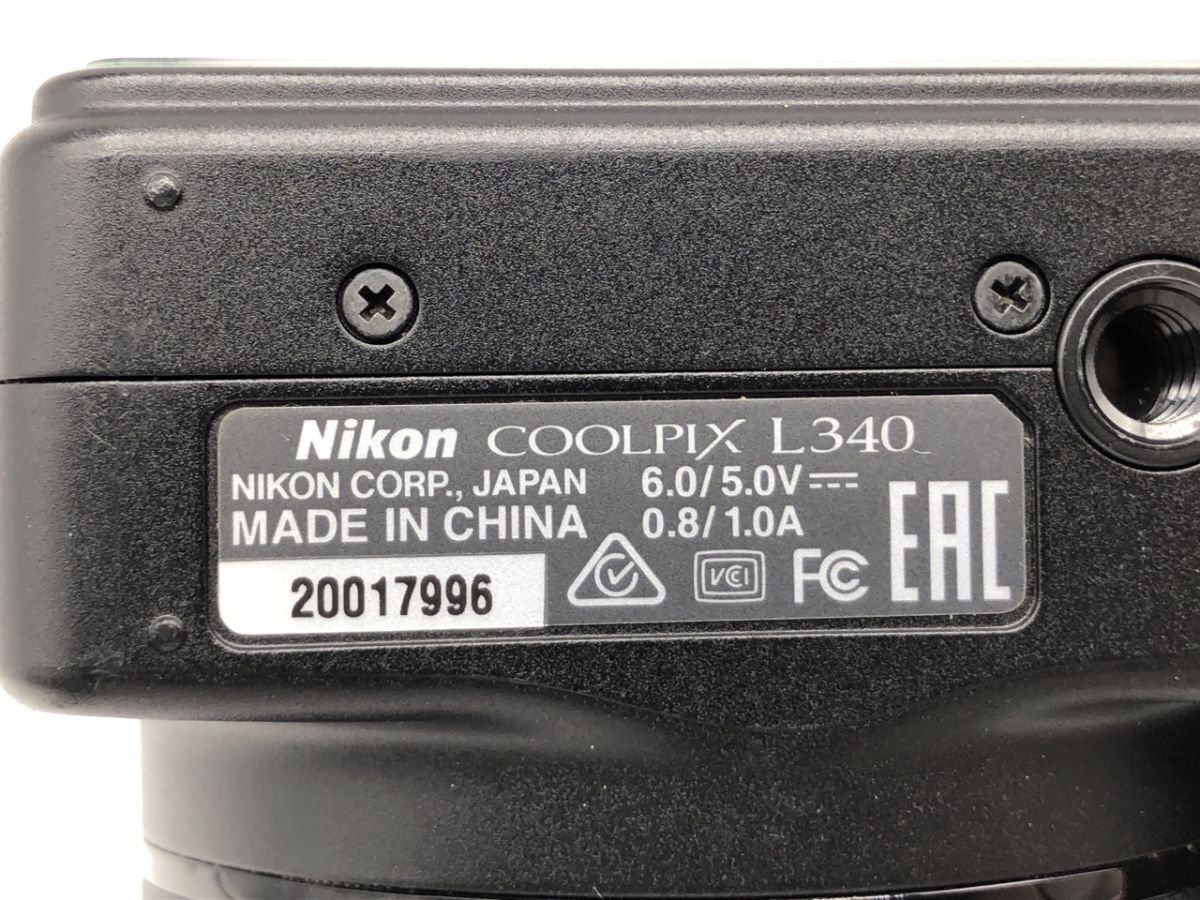 Nikon COOLPIX L340
NIKON CORP., JAPAN 6.0/5.0V
MADE IN CHINA 0.8/1.0A
20017996 VCCI FC EAC